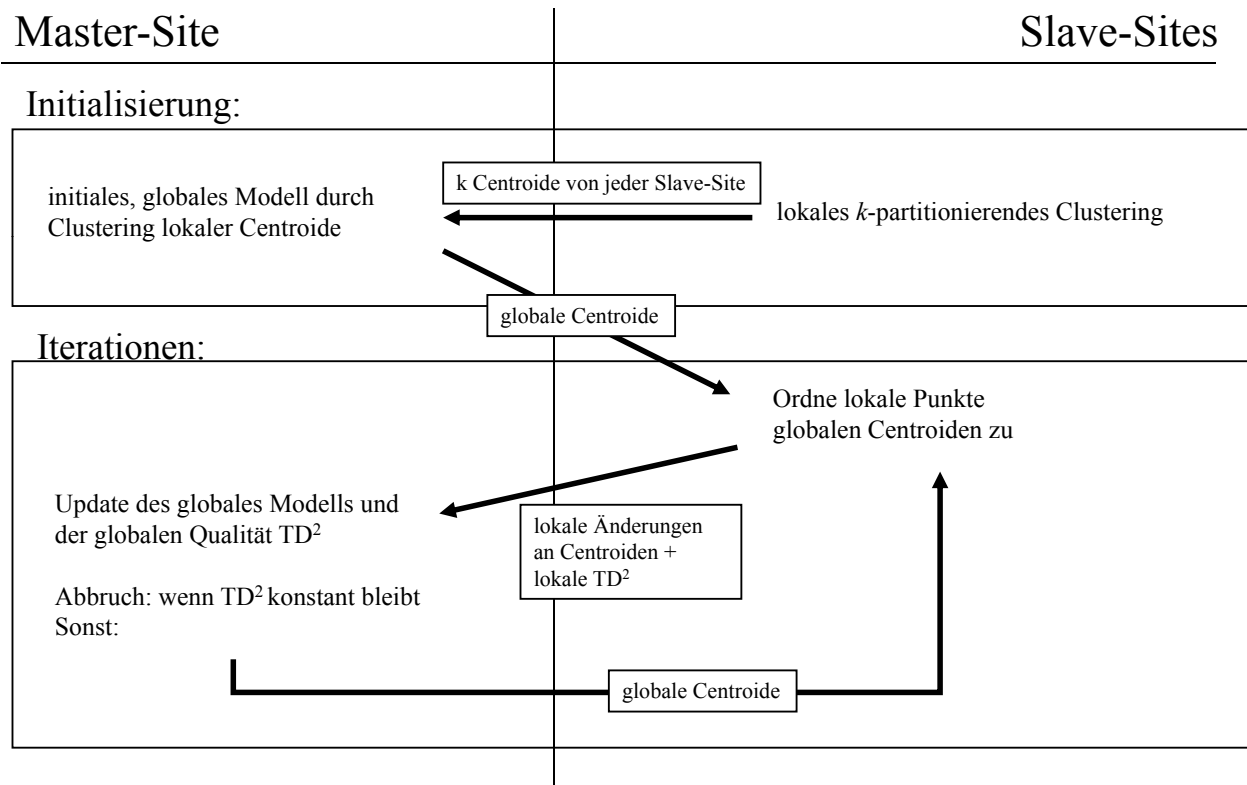 Master-Site
Slave-Sites
Initialisierung:
k Centroide von jeder Slave-Site
initiales, globales Modell durch
Clustering lokaler Centroide
lokales k-partitionierendes Clustering
globale Centroide
Iterationen:
Ordne lokale Punkte
globalen Centroiden zu
Update des globales Modells und
der globalen Qualität TD²
lokale Änderungen
an Centroiden +
lokale TD²
Abbruch: wenn TD² konstant bleibt
Sonst:
globale Centroide